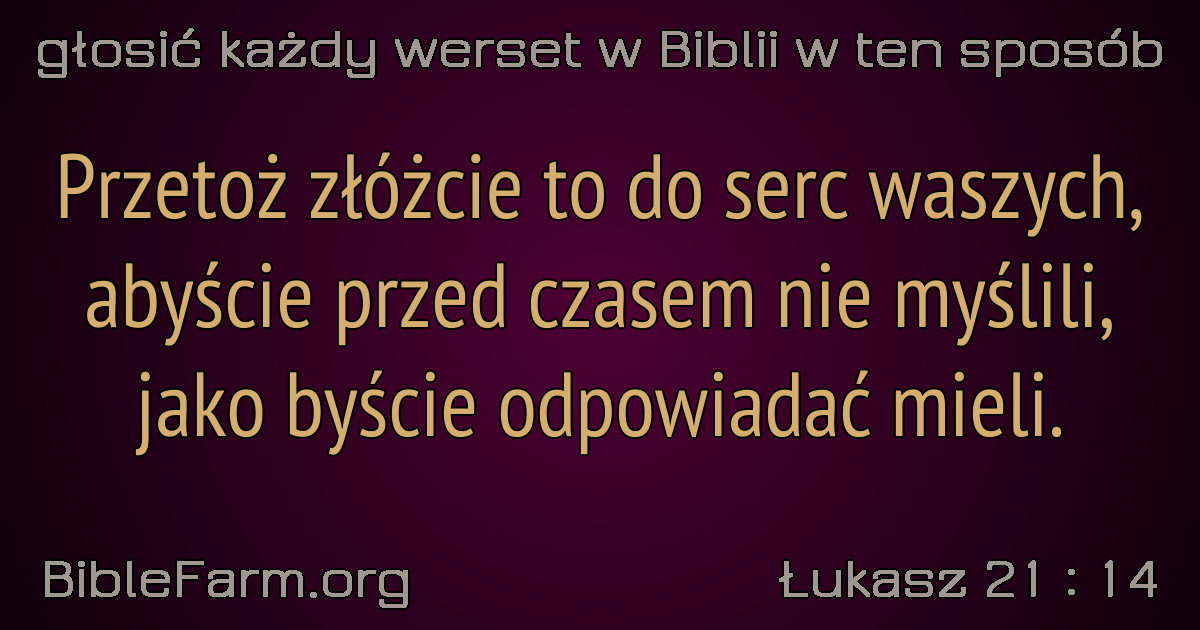 głosić każdy werset w Biblii w ten sposób
Przetoż złóżcie to do serc waszych,
abyście przed czasem nie myślili,
jako byście odpowiadać mieli.
BibleFarm.org
Łukasz 21 : 14